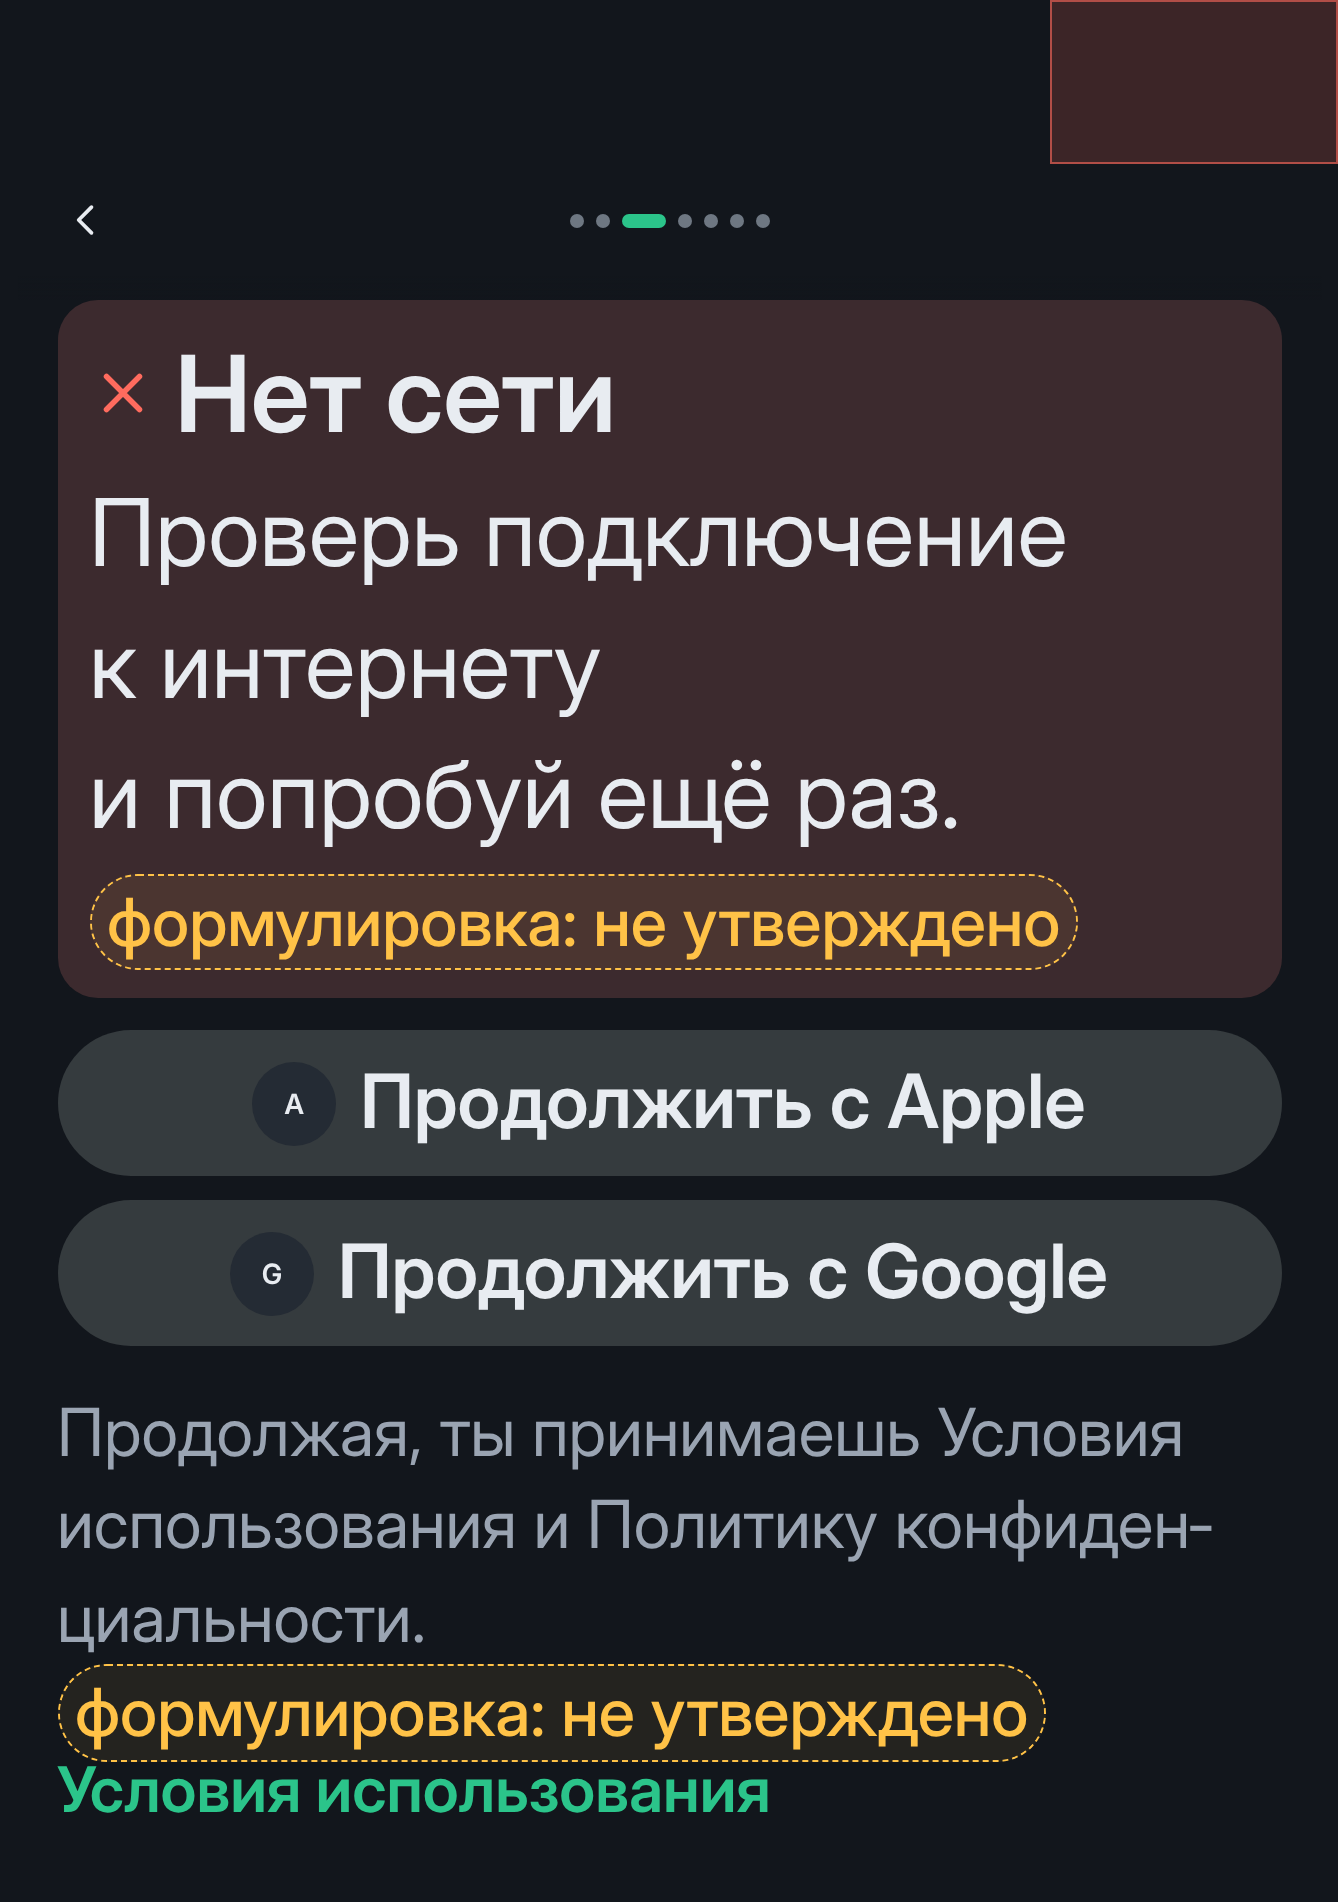 Нет сети
Проверь подключение
к интернету
и попробуй ещё раз.
формулировка: не утверждено
A Продолжить с Apple
G Продолжить с Google
Продолжая, ты принимаешь Условия
использования и Политику конфиден-
циальности.
формулировка: не утверждено
Условия использования